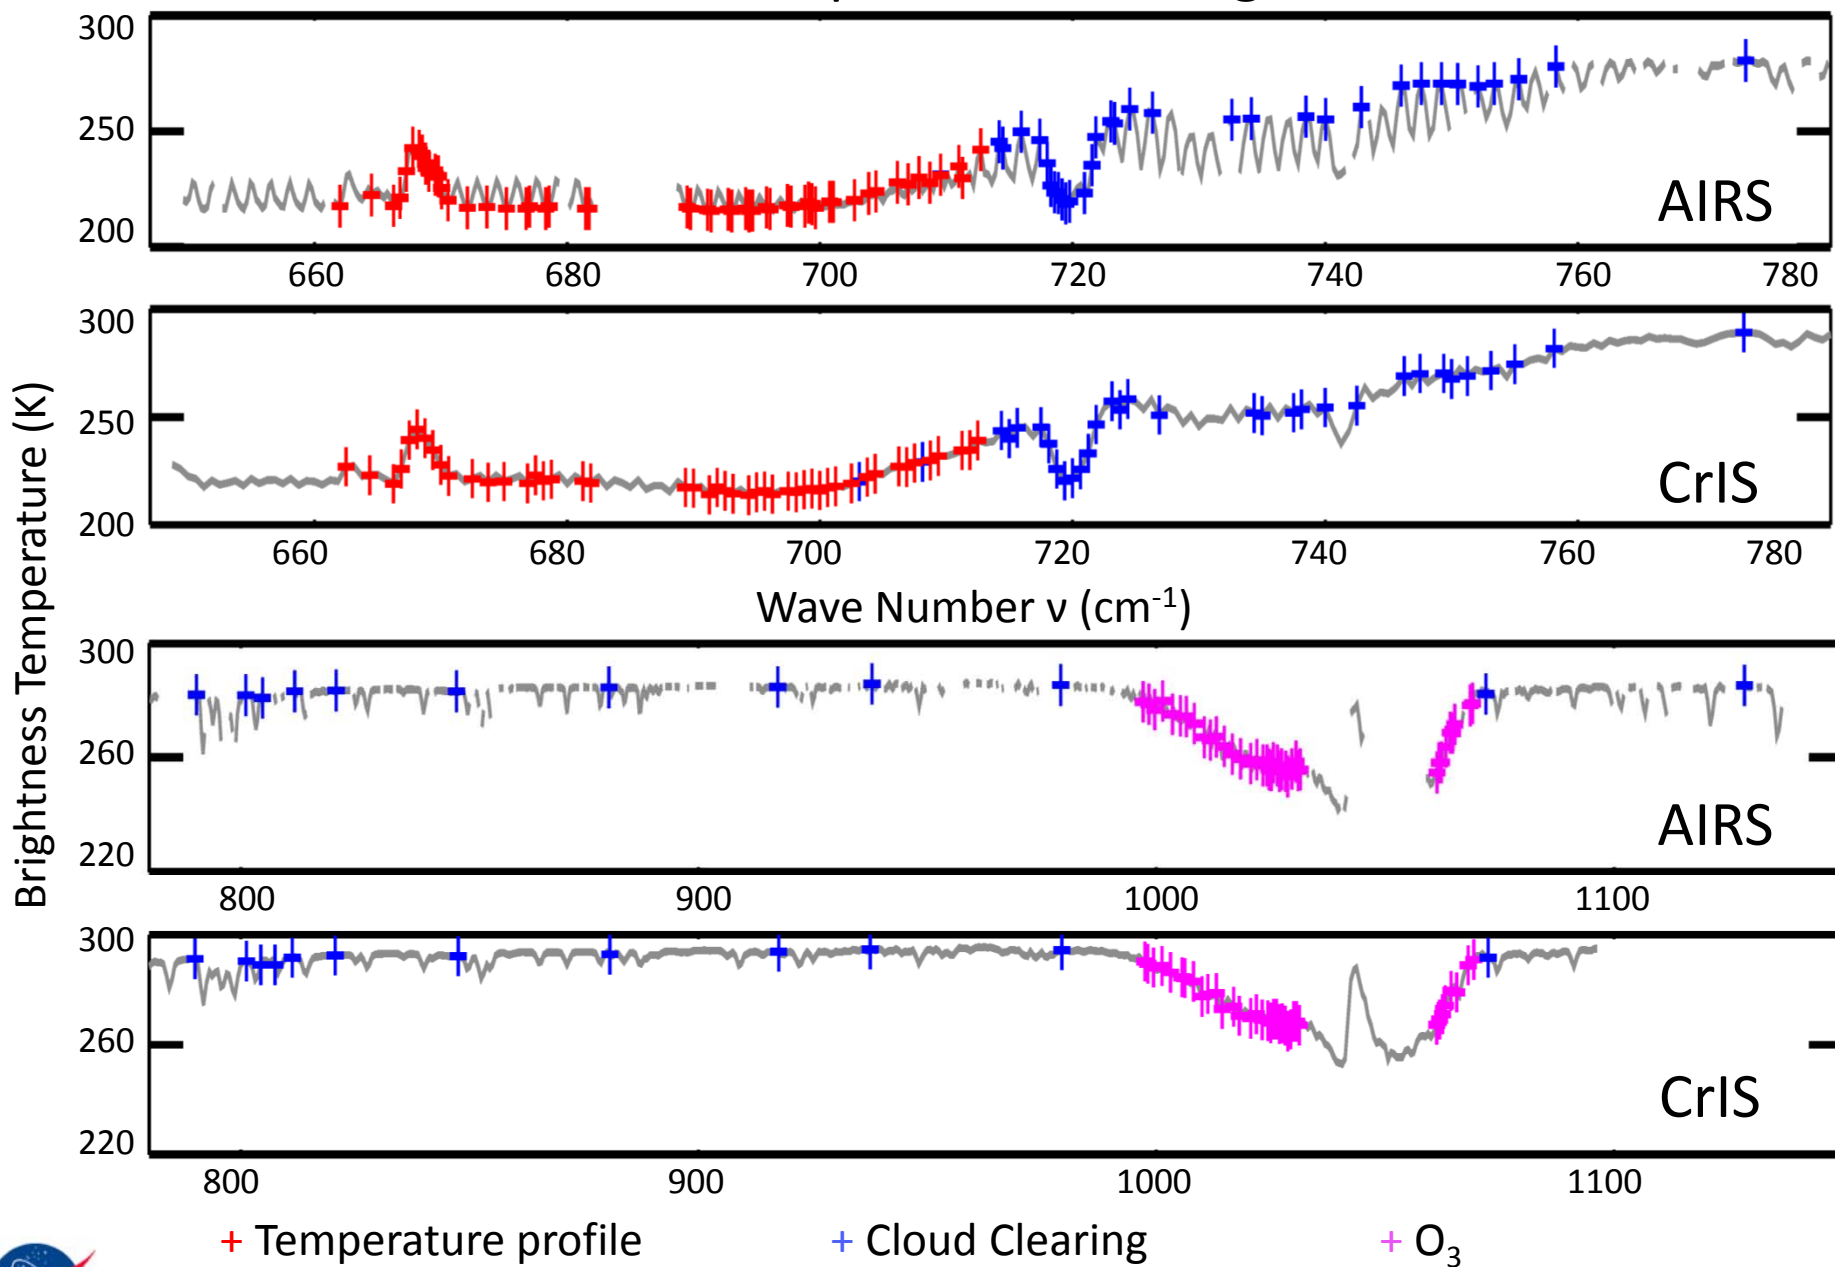 300
250
200
AIRS
660 680 700 720 740 760 780
300
250
200
CrIS
660 680 700 720 740 760 780
Wave Number ν (cm-1)
Brightness Temperature (K)
300
260
220
AIRS
800 900 1000 1100
300
260
220
CrIS
800 900 1000 1100
+ Temperature profile + Cloud Clearing + O3